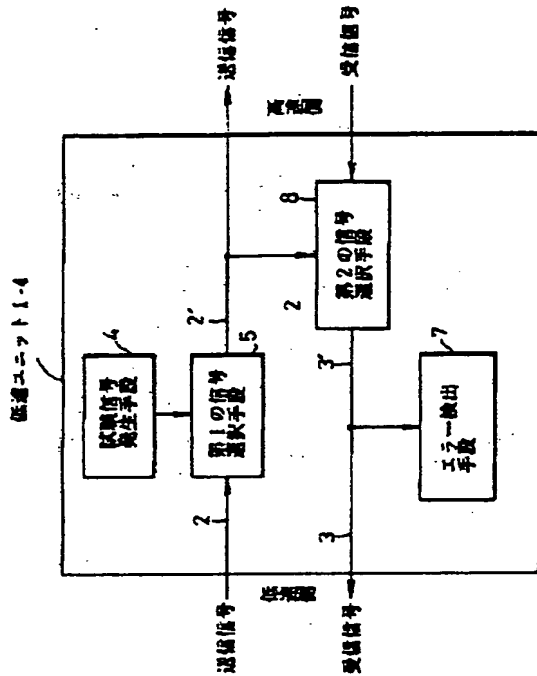 低速ユニット1-4
試験信号
発生手段
4
第1の信号
選択手段
5
2
2'
送信信号
送信信号
低速側
高速側
第2の信号
選択手段
8
2
受信信号
受信信号
3
3'
エラー検出
手段
7